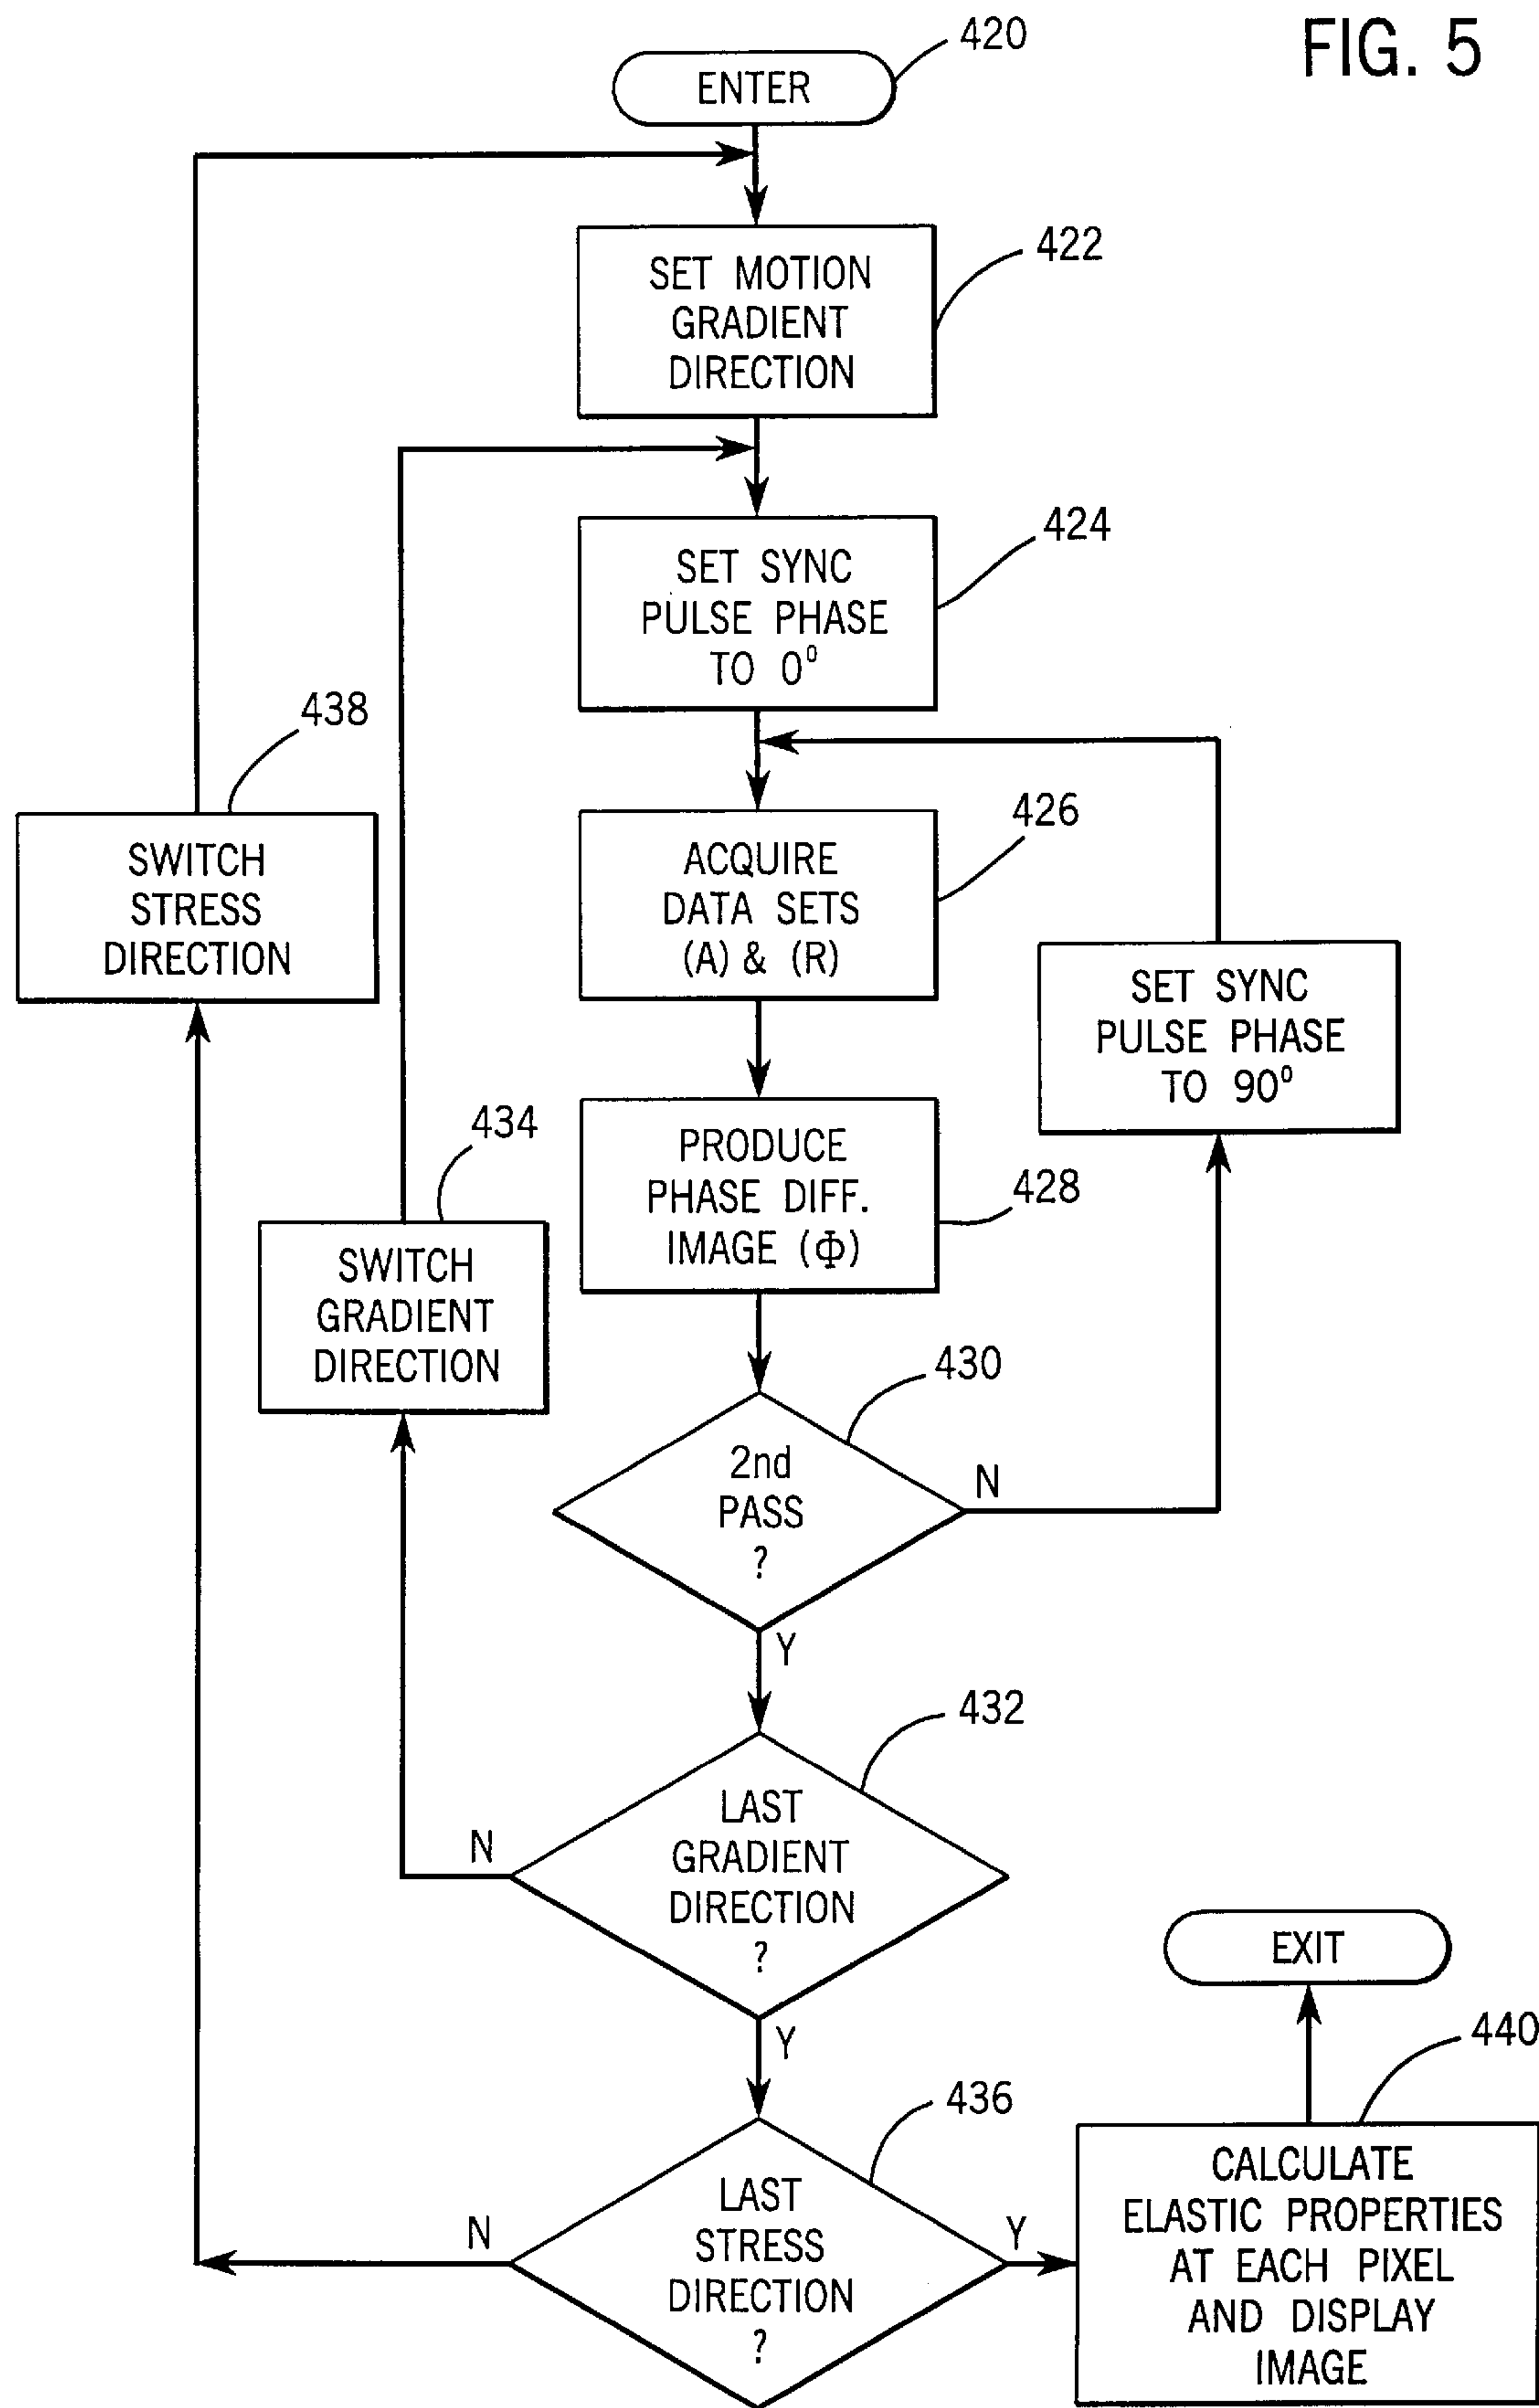 FIG. 5
420
ENTER
422
SET MOTION
GRADIENT
DIRECTION
424
SET SYNC
PULSE PHASE
TO 0⁰
438
SWITCH
STRESS
DIRECTION
426
ACQUIRE
DATA SETS
(A) & (R)
SET SYNC
PULSE PHASE
TO 90⁰
434
SWITCH
GRADIENT
DIRECTION
428
PRODUCE
PHASE DIFF.
IMAGE (Φ)
430
2nd
PASS
?
N
Y
432
LAST
GRADIENT
DIRECTION
?
N
Y
EXIT
436
LAST
STRESS
DIRECTION
?
N
Y
440
CALCULATE
ELASTIC PROPERTIES
AT EACH PIXEL
AND DISPLAY
IMAGE